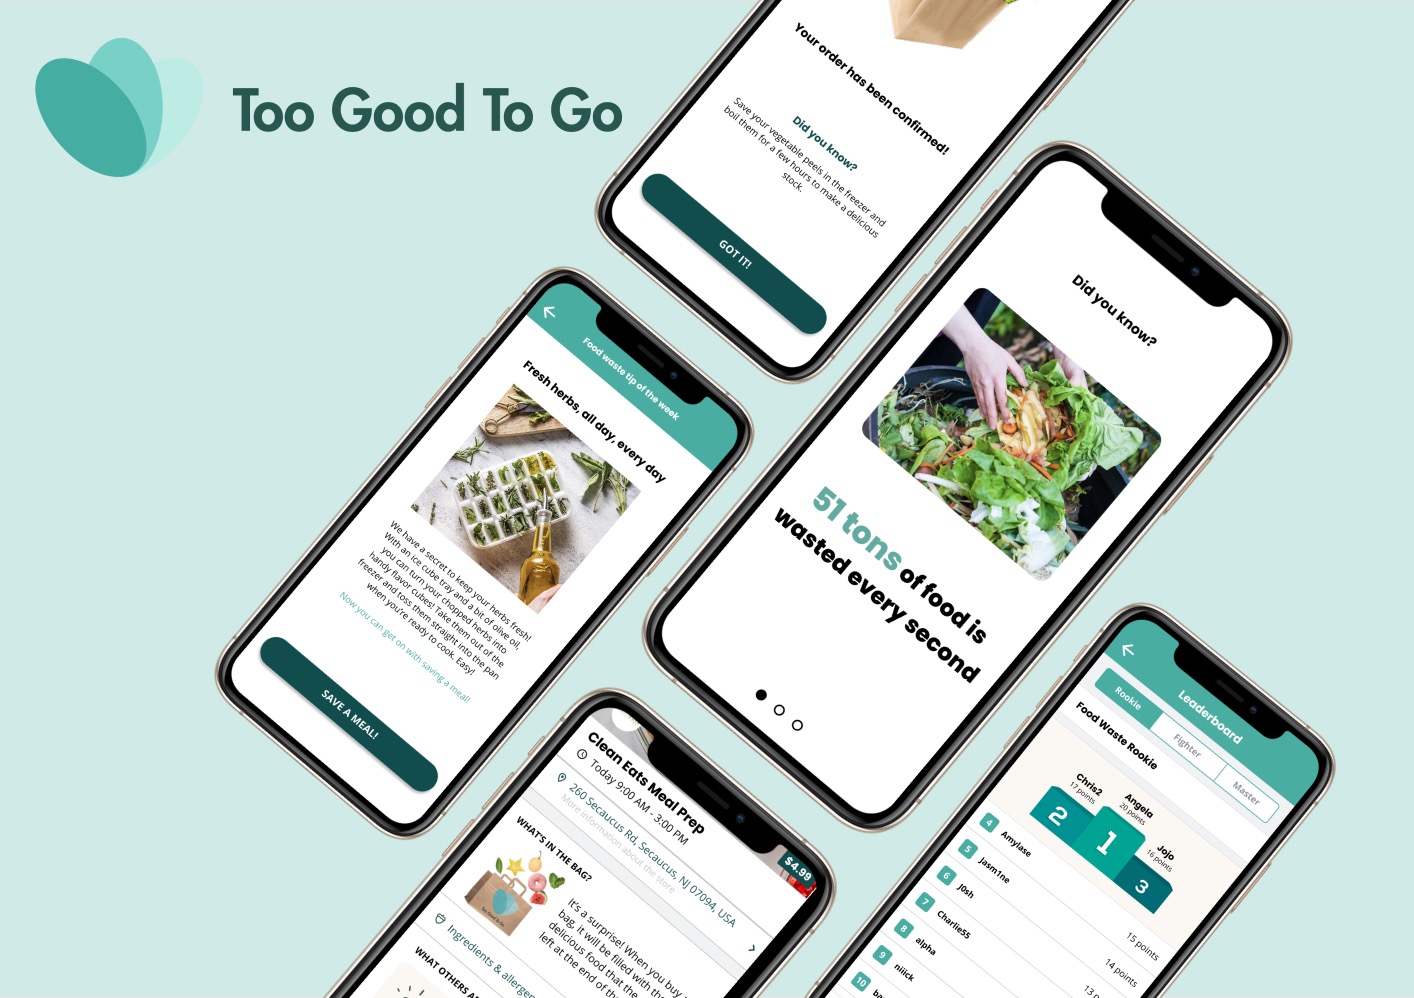 Too Good To Go
Your order has been confirmed!
Did you know?
Save your vegetable peels in the freezer and
boil them for a few hours to make a delicious
stock.
GOT IT!
Did you know?
51 tons of food is
wasted every second
Food waste tip of the week
Fresh herbs, all day, every day
We have a secret to keep your herbs fresh!
With an ice cube tray and a bit of olive oil,
you can turn your chopped herbs into
handy flavor cubes! Take them out of the
freezer and toss them straight into the pan
when you're ready to cook. Easy!
Now you can get on with saving a meal!
SAVE A MEAL!
Clean Eats Meal Prep
Today 9:00 AM - 3:00 PM
$4.99
260 Secaucus Rd, Secaucus, NJ 07094, USA
More information about the store
WHAT'S IN THE BAG?
Too Good To Go
It's a surprise! When you buy
bag, it will be filled with the
delicious food that the
left at the end of the
Ingredients & allergen
WHAT OTHERS A
Leaderboard
Rookie
Fighter
Master
Food Waste Rookie
Chris2
17 points
2
Angela
20 points
1
Jojo
16 points
3
4 Amylase 15 points
5 Jasm1ne 14 points
6 J0sh 13
7 Charlie55
8 alpha
9 niiick
10